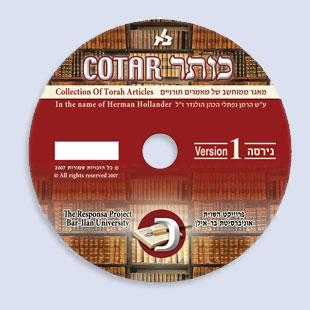 COTAR כותר
Collection Of Torah Articles מאגר ממוחשב של מאמרים תורניים
In the name of Herman Hollander ע"ש הרמן נפתלי הכהן הולנדר ז"ל
Version 1 גירסה
© כל הזכויות שמורות 2007
© All rights reserved 2007
The Responsa Project פרוייקט השו"ת
Bar-Ilan University אוניברסיטת בר-אילן